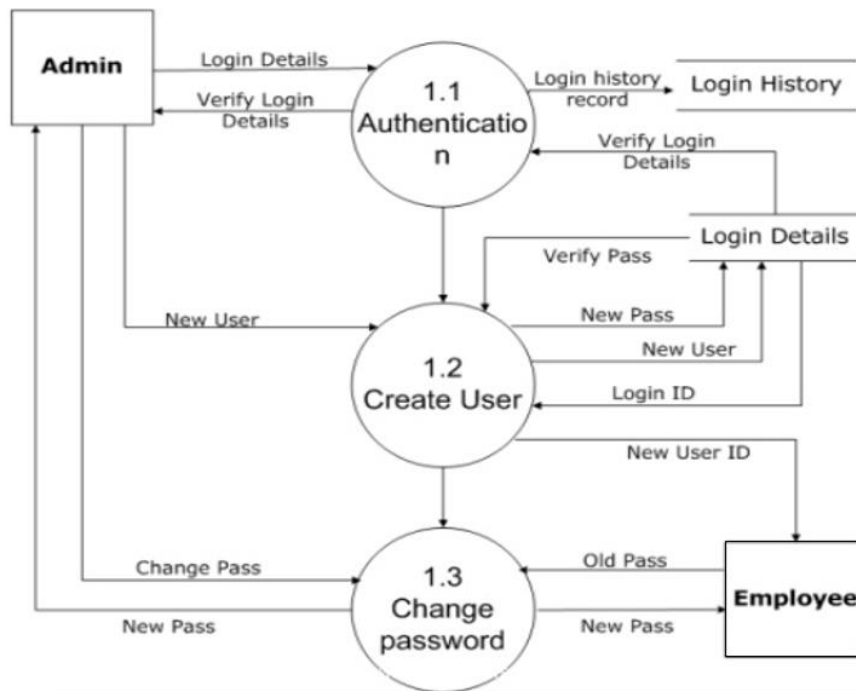 Admin
Login Details
Verify Login
Details
1.1
Authenticatio
n
Login history
record
Login History
Verify Login
Details
Login Details
Verify Pass
New User
New Pass
1.2
Create User
New User
Login ID
New User ID
Change Pass
1.3
Change
password
Old Pass
Employee
New Pass
New Pass